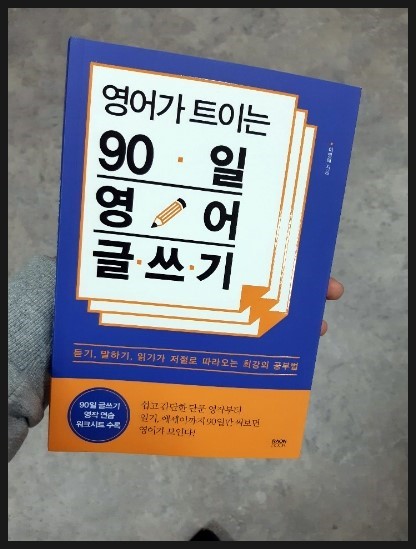 영어가 트이는
90 · 일
영 어
글·쓰·기
듣기, 말하기, 읽기가 저절로 따라오는 최강의 공부법
90일 글쓰기
영작 연습
워크시트 수록
쉽고 간단한 단문 영작부터
일기, 에세이까지 90일만 써보면
영어가 보인다!